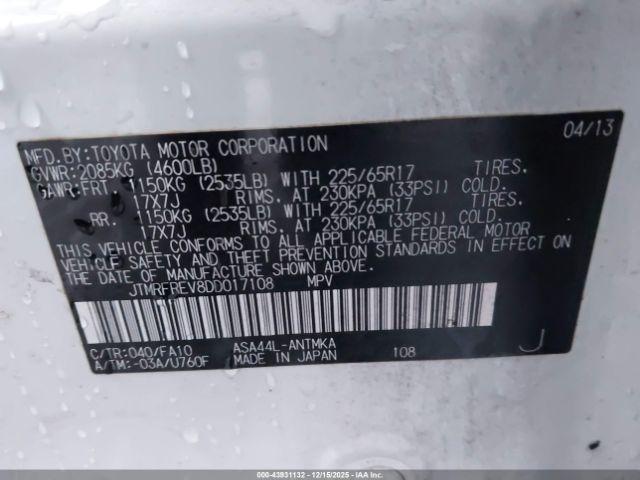 MFD.BY:TOYOTA MOTOR CORPORATION 04/13
GVWR:2085KG (4600LB)
GAWR:FRT. 1150KG (2535LB) WITH 225/65R17 TIRES.
17X7J RIMS, AT 230KPA (33PSI) COLD.
RR. 1150KG (2535LB) WITH 225/65R17 TIRES.
17X7J RIMS, AT 230KPA (33PSI) COLD.
THIS VEHICLE CONFORMS TO ALL APPLICABLE FEDERAL MOTOR
VEHICLE SAFETY AND THEFT PREVENTION STANDARDS IN EFFECT ON
THE DATE OF MANUFACTURE SHOWN ABOVE.
JTMRFREV8DD017108 MPV
C/TR:040/FA10 ASA44L-ANTMKA
A/TM:-03A/U760F MADE IN JAPAN 108 J
00-43931132 - 12/15/2025 - IAAI.COM